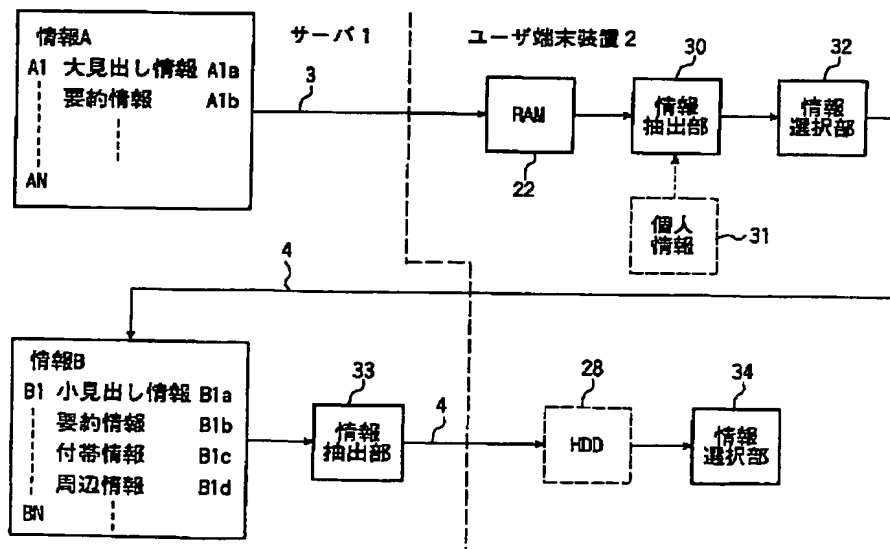 サーバ1
ユーザ端末装置2
情報A
A1 大見出し情報 A1a
要約情報 A1b
AN
3
RAM
22
30
情報
抽出部
32
情報
選択部
個人
情報
31
4
情報B
B1 小見出し情報 B1a
要約情報 B1b
付帯情報 B1c
周辺情報 B1d
BN
33
情報
抽出部
4
28
HDD
34
情報
選択部